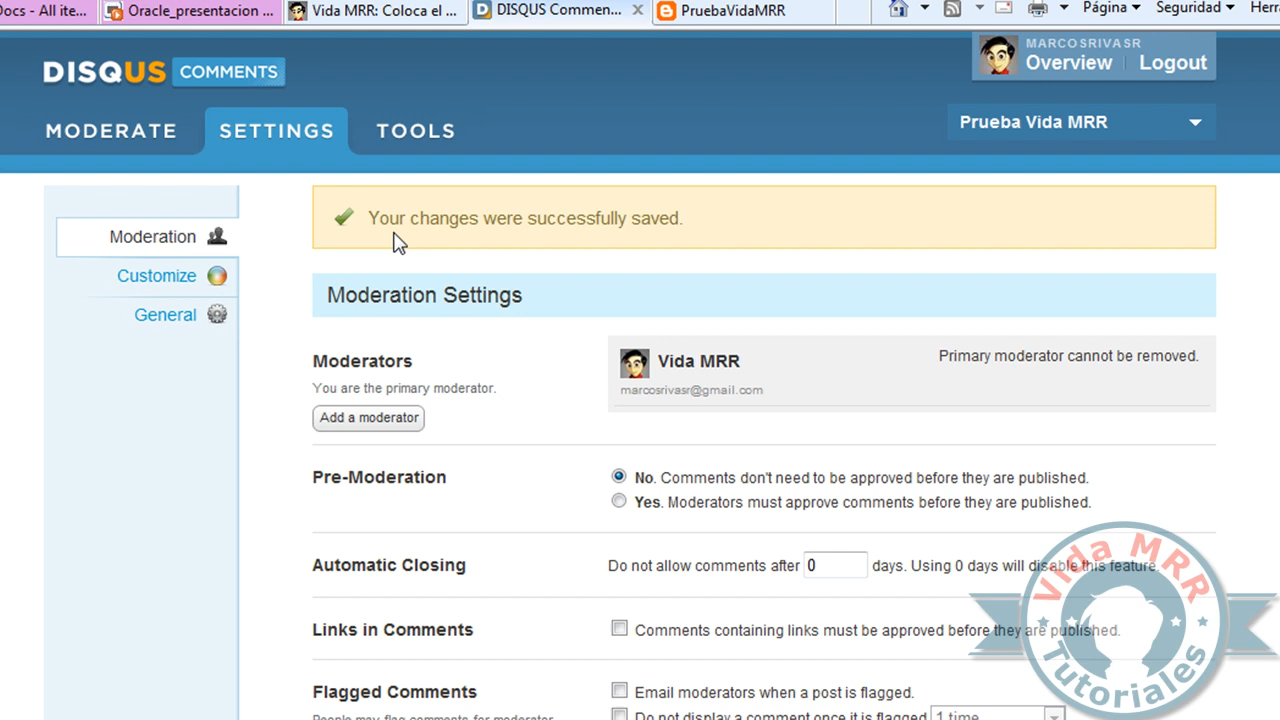 Docs - All ite...
Oracle_presentacion ...
Vida MRR: Coloca el ...
DISQUS Commen...
PruebaVidaMRR
Página
Seguridad
MARCOSRIVASR
Overview
Logout
DISQUS COMMENTS
MODERATE
SETTINGS
TOOLS
Prueba Vida MRR
Your changes were successfully saved.
Moderation
Customize
General
Moderation Settings
Moderators
You are the primary moderator.
Add a moderator
Vida MRR
marcosrivasr@gmail.com
Primary moderator cannot be removed.
Pre-Moderation
No. Comments don't need to be approved before they are published.
Yes. Moderators must approve comments before they are published.
Automatic Closing
Do not allow comments after 0 days. Using 0 days will disable this feature.
Links in Comments
Comments containing links must be approved before they are published.
Flagged Comments
Email moderators when a post is flagged.
People may flag comments for moderator
Do not display a comment once it is flagged 1 time
Vida MRR
Tutoriales